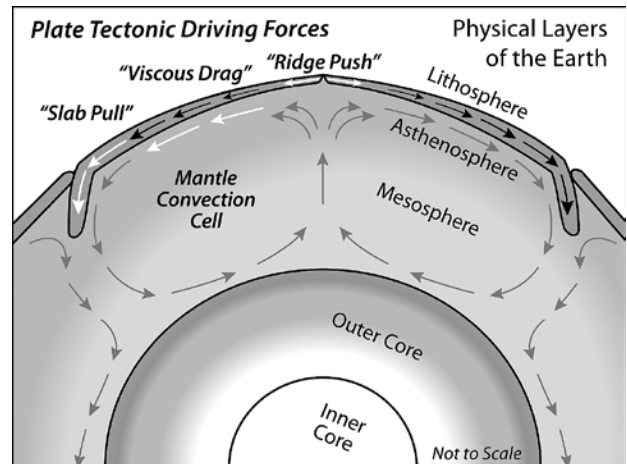 Plate Tectonic Driving Forces
Physical Layers
of the Earth
“Ridge Push”
“Viscous Drag”
“Slab Pull”
Lithosphere
Asthenosphere
Mantle
Convection
Cell
Mesosphere
Outer Core
Inner
Core
Not to Scale